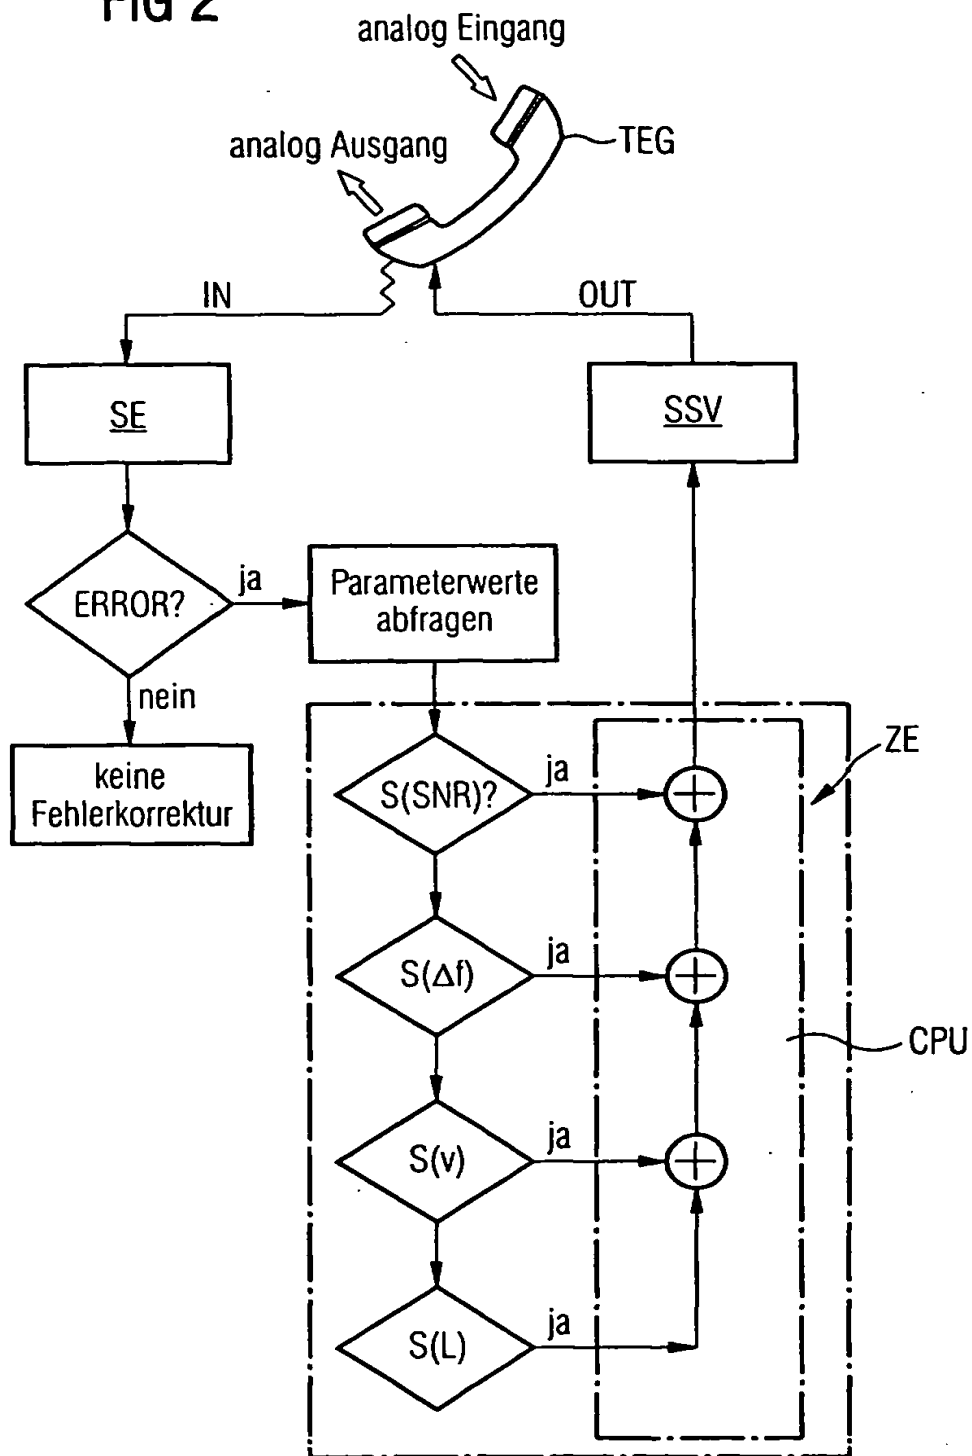 FIG 2
analog Eingang
TEG
analog Ausgang
IN
OUT
SE
SSV
ERROR?
ja
Parameterwerte
abfragen
nein
keine
Fehlerkorrektur
S(SNR)?
ja
ZE
S(Δf)
ja
CPU
S(v)
ja
S(L)
ja